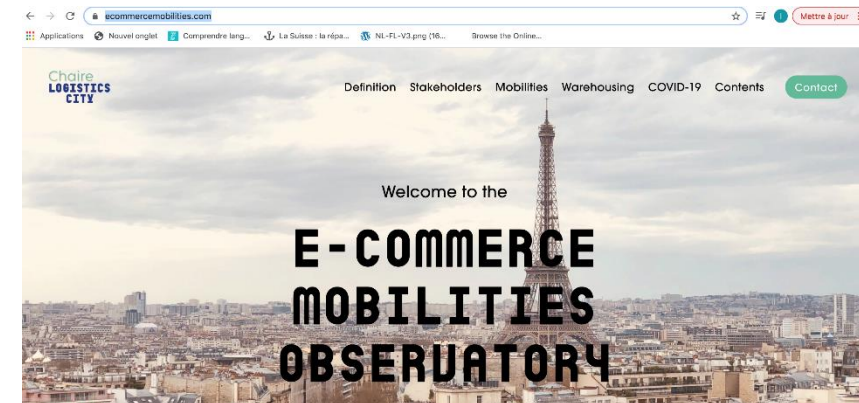 ecommercemobilities.com
Mettre à jour
Applications
Nouvel onglet
Comprendre lang...
La Suisse : la répa...
NL-FL-V3.png (16...
Browse the Online...
Chaire
LOGISTICS
CITY
Definition
Stakeholders
Mobilities
Warehousing
COVID-19
Contents
Contact
Welcome to the
E-COMMERCE
MOBILITIES
OBSERVATORY